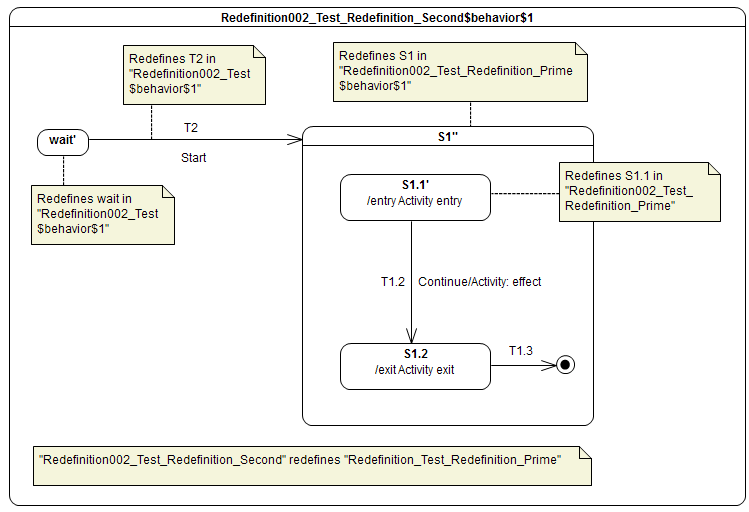 Redefinition002_Test_Redefinition_Second$behavior$1
Redefines T2 in
"Redefinition002_Test
$behavior$1"
Redefines S1 in
"Redefinition002_Test_Redefinition_Prime
$behavior$1"
wait'
T2
Start
S1"
Redefines wait in
"Redefinition002_Test
$behavior$1"
S1.1'
/entry Activity entry
Redefines S1.1 in
"Redefinition002_Test_
Redefinition_Prime"
T1.2
Continue/Activity: effect
S1.2
/exit Activity exit
T1.3
"Redefinition002_Test_Redefinition_Second" redefines "Redefinition_Test_Redefinition_Prime"